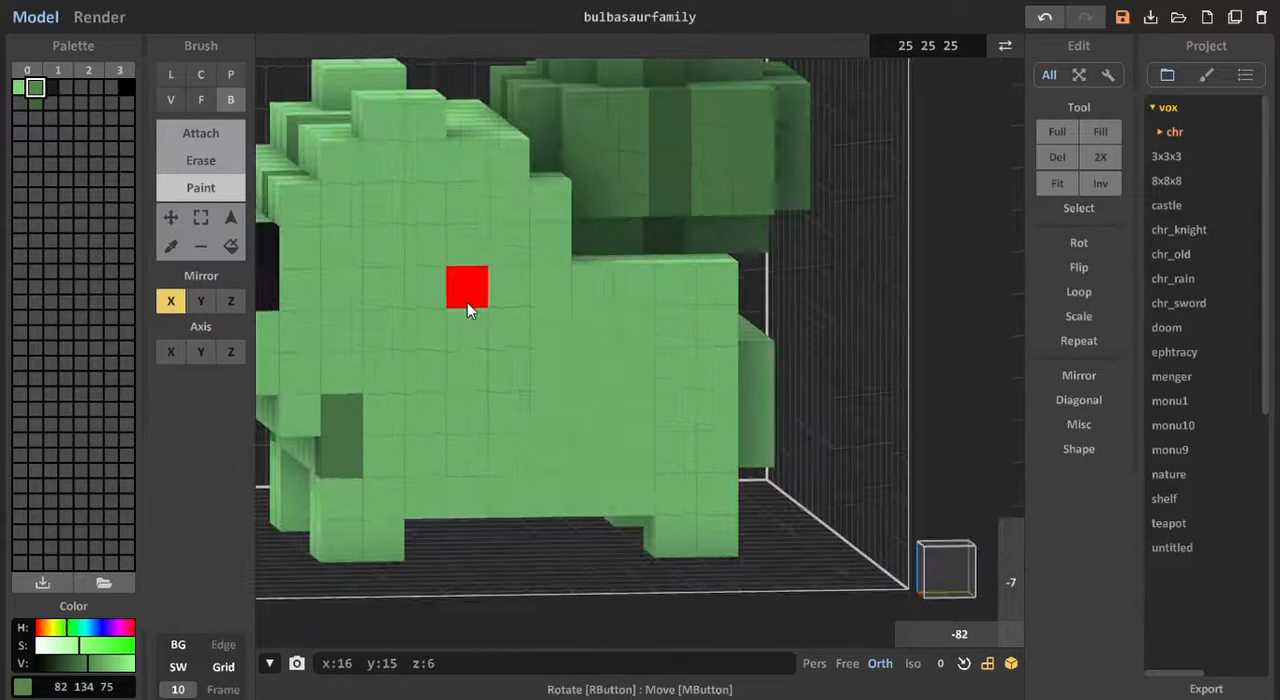 Model Render
bulbasaurfamily
Palette
0 1 2 3
Brush
L C P
V F B
Attach
Erase
Paint
Mirror
X Y Z
Axis
X Y Z
25 25 25
Edit
All
Tool
Full Fill
Del 2X
Fit Inv
Select
Rot
Flip
Loop
Scale
Repeat
Mirror
Diagonal
Misc
Shape
Project
vox
chr
3x3x3
8x8x8
castle
chr_knight
chr_old
chr_rain
chr_sword
doom
ephtracy
menger
monu1
monu10
monu9
nature
shelf
teapot
untitled
Export
Color
H:
S:
V:
82 134 75
BG Edge
SW Grid
10 Frame
-7
-82
x:16 y:15 z:6
Pers Free Orth Iso 0
Rotate [RButton] : Move [MButton]